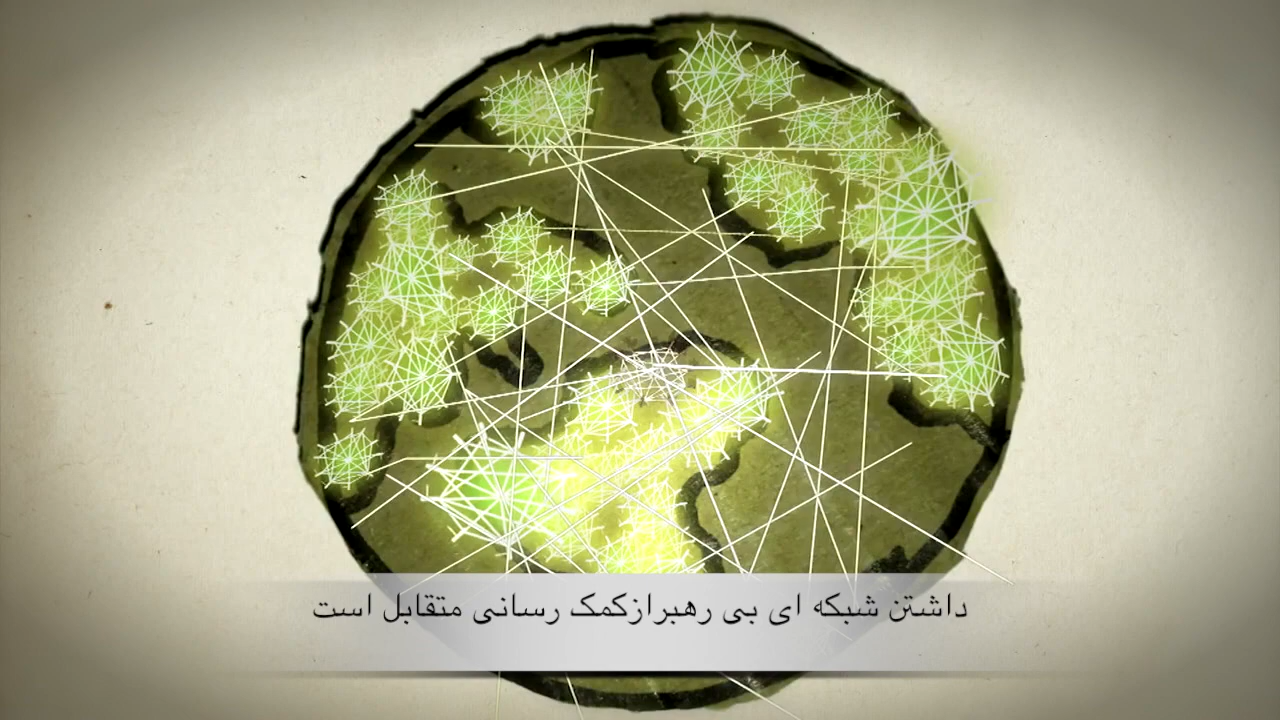 داشتن شبکه ای بی رهبرازکمک رسانی متقابل است